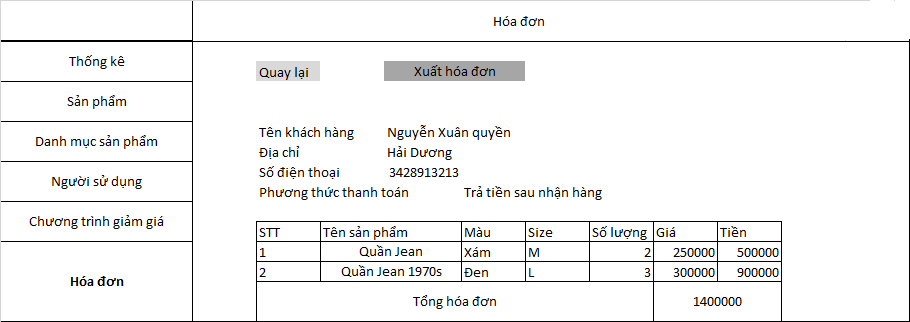 Hóa đơn
Thống kê
Sản phẩm
Danh mục sản phẩm
Người sử dụng
Chương trình giảm giá
Hóa đơn
Quay lại Xuất hóa đơn
Tên khách hàng Nguyễn Xuân quyền
Địa chỉ Hải Dương
Số điện thoại 3428913213
Phương thức thanh toán Trả tiền sau nhận hàng
STT Tên sản phẩm Màu Size Số lượng Giá Tiền
1 Quần Jean Xám M 2 250000 500000
2 Quần Jean 1970s Đen L 3 300000 900000
Tổng hóa đơn 1400000